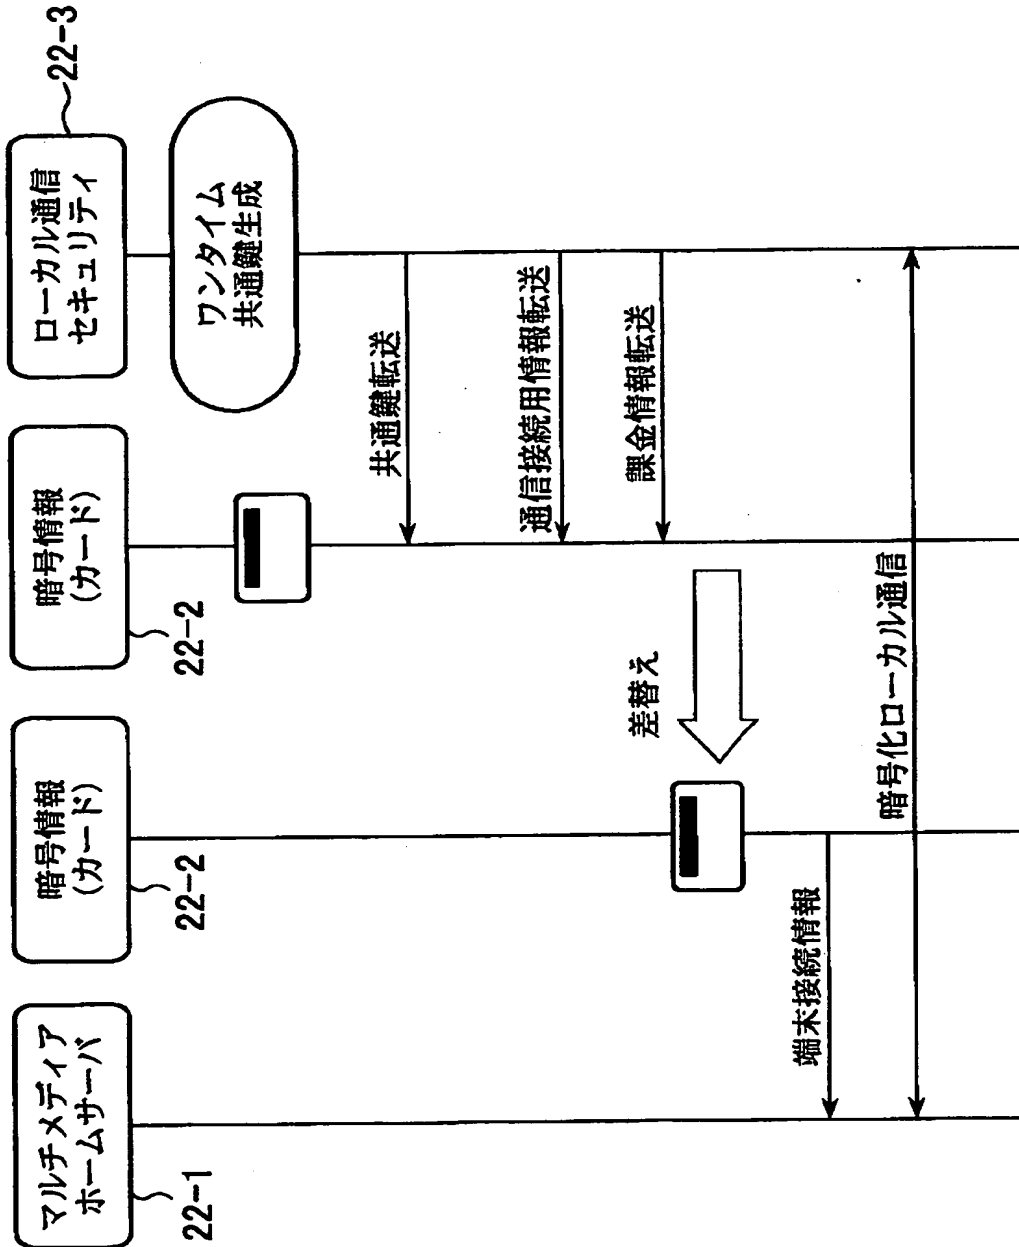 マルチメディア
ホームサーバ
22-1
暗号情報
(カード)
22-2
暗号情報
(カード)
22-2
ローカル通信
セキュリティ
22-3
ワンタイム
共通鍵生成
共通鍵転送
通信接続用情報転送
課金情報転送
差替え
端末接続情報
暗号化ローカル通信